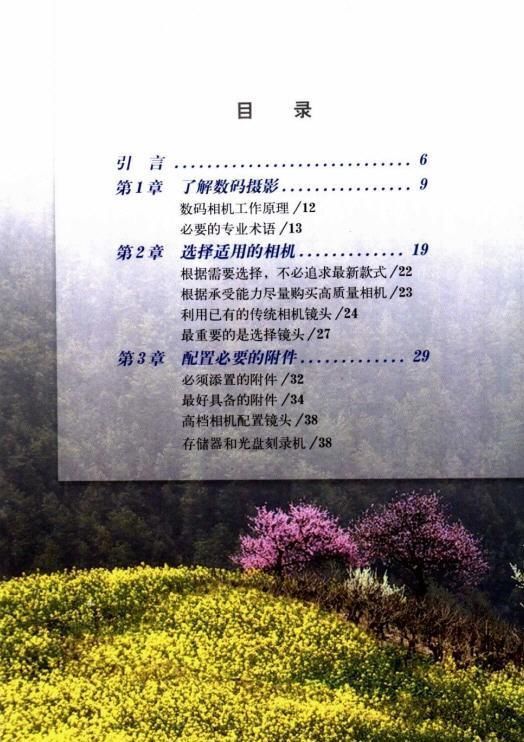 目 录
引 言 ............................ 6
第1章 了解数码摄影 ................ 9
数码相机工作原理 /12
必要的专业术语 /13
第2章 选择适用的相机 ............. 19
根据需要选择，不必追求最新款式 /22
根据承受能力尽量购买高质量相机 /23
利用已有的传统相机镜头 /24
最重要的是选择镜头 /27
第3章 配置必要的附件 ............. 29
必须添置的附件 /32
最好具备的附件 /34
高档相机配置镜头 /38
存储器和光盘刻录机 /38